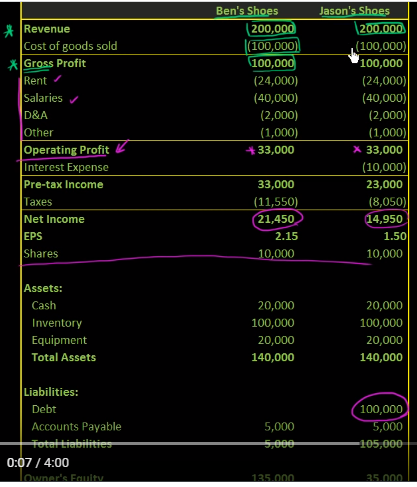 Ben's Shoes Jason's Shoes
Revenue 200,000 200,000
Cost of goods sold (100,000) (100,000)
Gross Profit 100,000 100,000
Rent (24,000) (24,000)
Salaries (40,000) (40,000)
D&A (2,000) (2,000)
Other (1,000) (1,000)
Operating Profit 33,000 33,000
Interest Expense (10,000)
Pre-tax Income 33,000 23,000
Taxes (11,550) (8,050)
Net Income 21,450 14,950
EPS 2.15 1.50
Shares 10,000 10,000
Assets:
Cash 20,000 20,000
Inventory 100,000 100,000
Equipment 20,000 20,000
Total Assets 140,000 140,000
Liabilities:
Debt 100,000
Accounts Payable 5,000 5,000
Total Liabilities 5,000 105,000
0:07 / 4:00
Owner's Equity 135,000 35,000